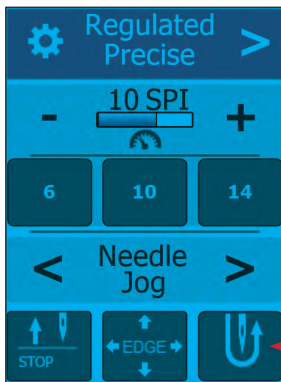 Regulated
Precise
>
- 10 SPI +
6 10 14
< Needle
Jog >
STOP
EDGE